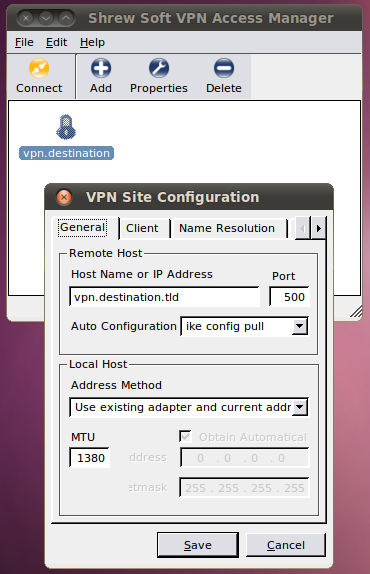 Shrew Soft VPN Access Manager
File Edit Help
Connect Add Properties Delete
vpn.destination
VPN Site Configuration
General Client Name Resolution
Remote Host
Host Name or IP Address Port
vpn.destination.tld 500
Auto Configuration ike config pull
Local Host
Address Method
Use existing adapter and current addr
MTU Obtain Automatical
1380 ddress 0 . 0 . 0 . 0
etmask 255 . 255 . 255 . 255
Save Cancel